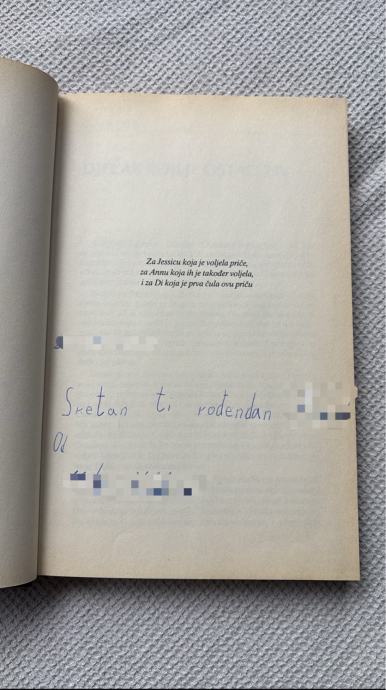 Za Jessicu koja je voljela priče,
za Annu koja ih je također voljela,
i za Di koja je prva čula ovu priču
Sretan ti rođendan
Od